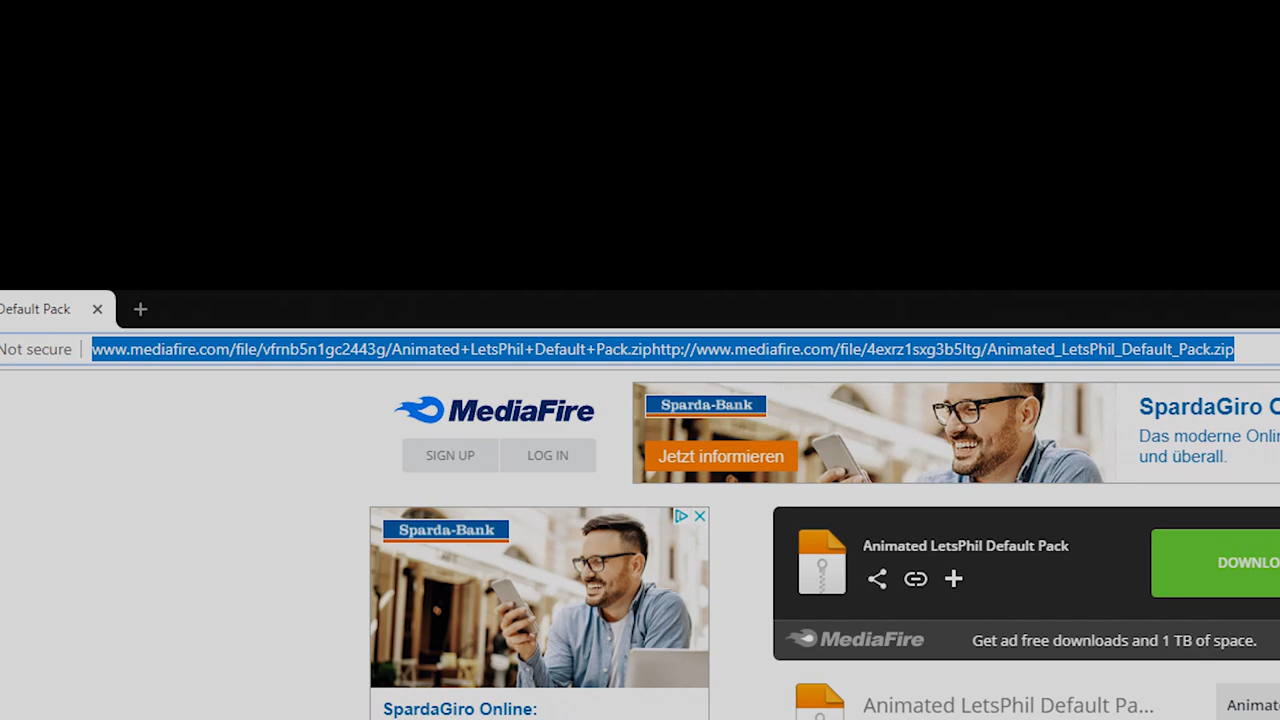 Default Pack
Not secure
www.mediafire.com/file/vfrnb5n1gc2443g/Animated+LetsPhil+Default+Pack.ziphttp://www.mediafire.com/file/4exrz1sxg3b5ltg/Animated_LetsPhil_Default_Pack.zip
MediaFire
SIGN UP
LOG IN
Sparda-Bank
Jetzt informieren
SpardaGiro O
Das moderne Onlin
und überall.
Sparda-Bank
SpardaGiro Online:
Animated LetsPhil Default Pack
DOWNLO
MediaFire
Get ad free downloads and 1 TB of space.
Animated LetsPhil Default Pa...
Animat